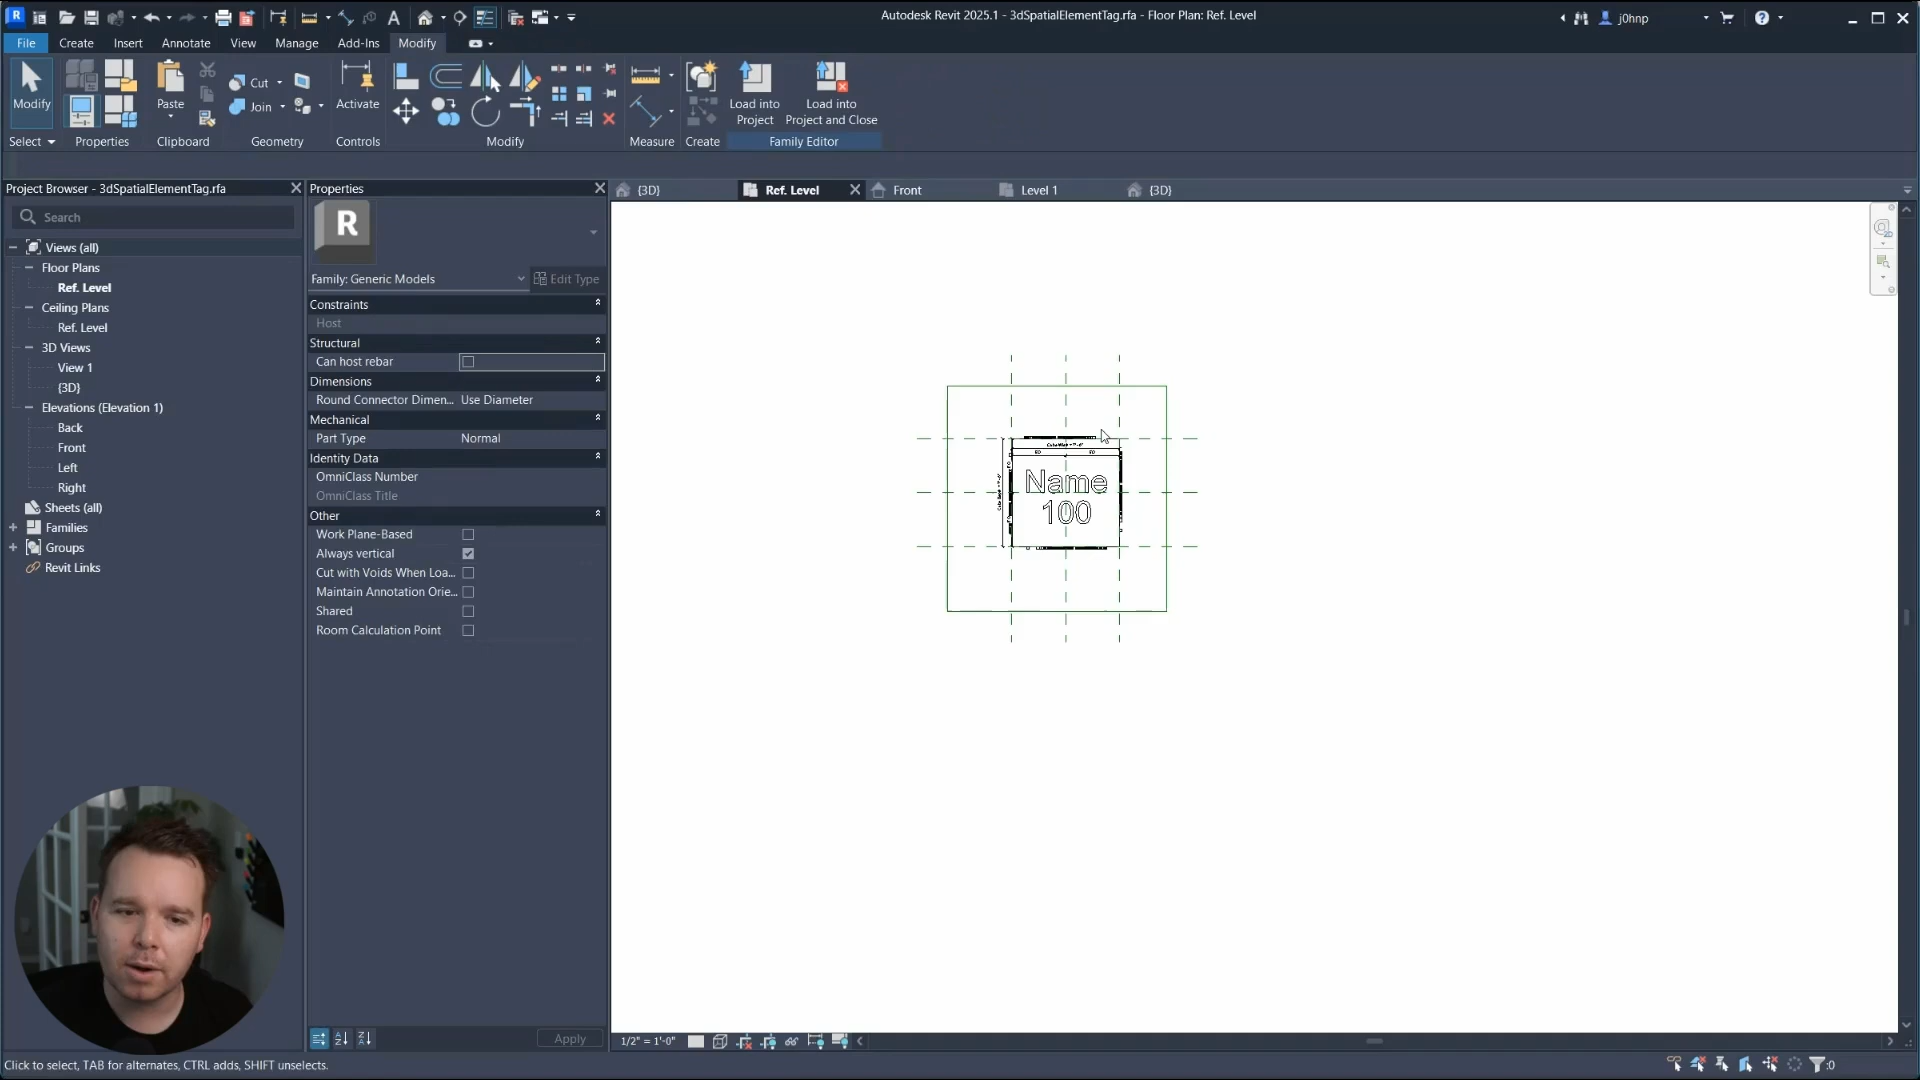 Autodesk Revit 2025.1 - 3dSpatialElementTag.rfa - Floor Plan: Ref. Level
j0hnp
File Create Insert Annotate View Manage Add-Ins Modify
Modify
Paste
Cut
Join
Activate
Load into
Project
Load into
Project and Close
Select Properties Clipboard Geometry Controls Modify Measure Create Family Editor
Project Browser - 3dSpatialElementTag.rfa
Search
Views (all)
Floor Plans
Ref. Level
Ceiling Plans
Ref. Level
3D Views
View 1
{3D}
Elevations (Elevation 1)
Back
Front
Left
Right
Sheets (all)
Families
Groups
Revit Links
Properties
R
Family: Generic Models
Edit Type
Constraints
Host
Structural
Can host rebar
Dimensions
Round Connector Dimen... Use Diameter
Mechanical
Part Type Normal
Identity Data
OmniClass Number
OmniClass Title
Other
Work Plane-Based
Always vertical
Cut with Voids When Loa...
Maintain Annotation Orie...
Shared
Room Calculation Point
Apply
{3D} Ref. Level Front Level 1 {3D}
EQ EQ
Name
100
1/2" = 1'-0"
Click to select, TAB for alternates, CTRL adds, SHIFT unselects.
:0